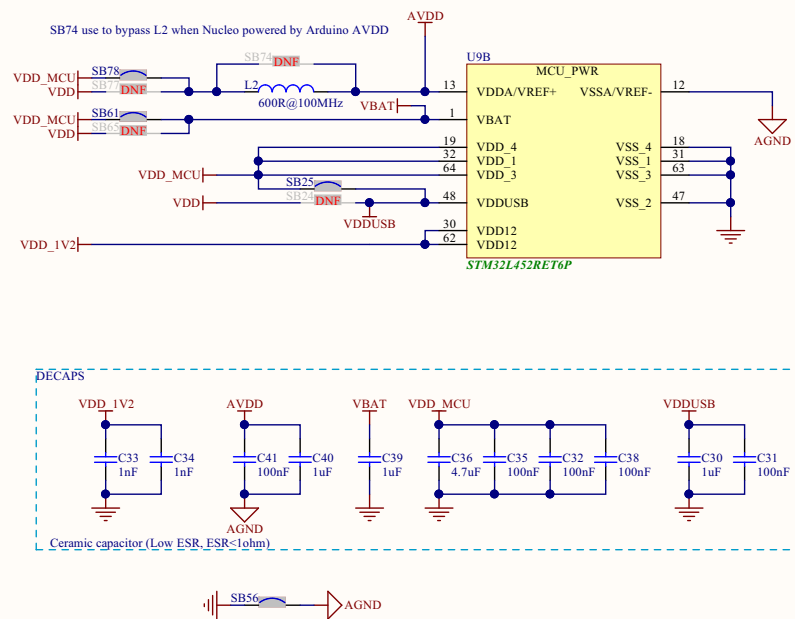 SB74 use to bypass L2 when Nucleo powered by Arduino AVDD
AVDD
SB74 DNF
U9B
MCU_PWR
SB78
VDD_MCU
SB77
VDD DNF
L2
600R@100MHz
13 VDDA/VREF+ VSSA/VREF- 12
VBAT
SB61
VDD_MCU
SB65
VDD DNF
1 VBAT
AGND
19 VDD_4 VSS_4 18
32 VDD_1 VSS_1 31
VDD_MCU 64 VDD_3 VSS_3 63
SB25
SB24
VDD DNF 48 VDDUSB VSS_2 47
VDDUSB
30 VDD12
VDD_1V2 62 VDD12
STM32L452RET6P
DECAPS
VDD_1V2 AVDD VBAT VDD_MCU VDDUSB
C33 C34 C41 C40 C39 C36 C35 C32 C38 C30 C31
1nF 1nF 100nF 1uF 1uF 4.7uF 100nF 100nF 100nF 1uF 100nF
AGND
Ceramic capacitor (Low ESR, ESR<1ohm)
SB56 AGND